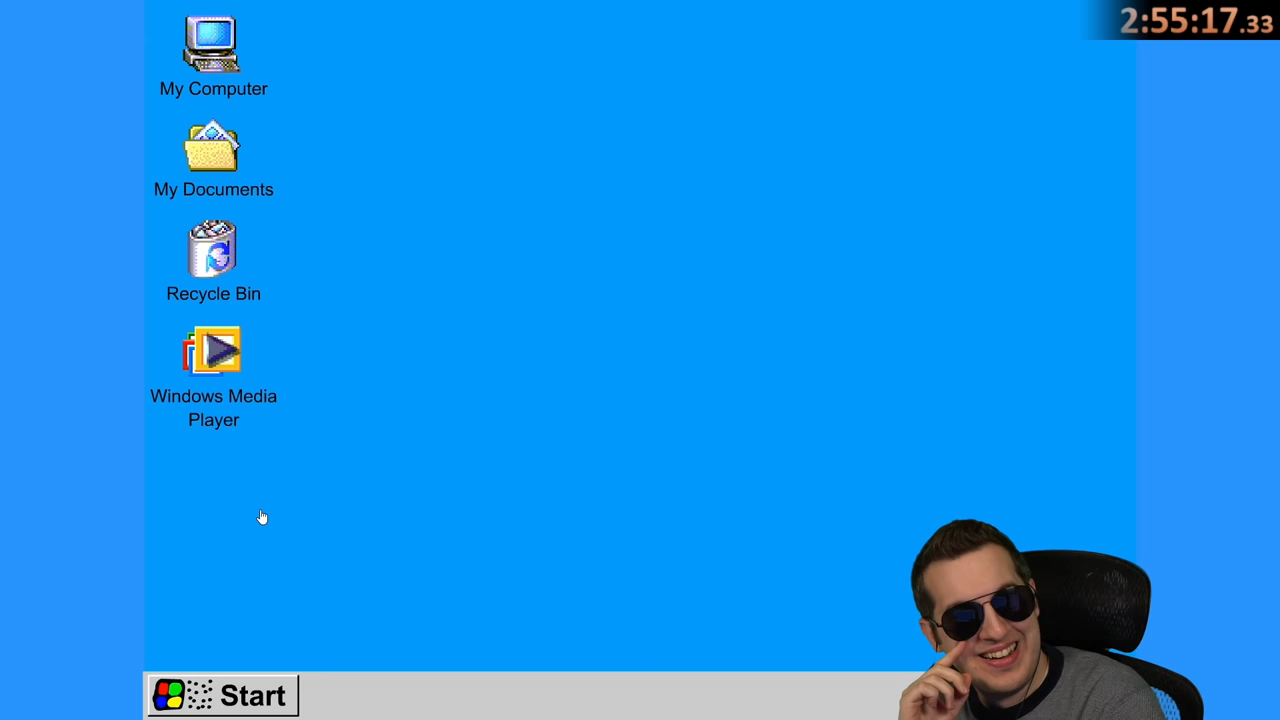 2:55:17.33
My Computer
My Documents
Recycle Bin
Windows Media
Player
Start